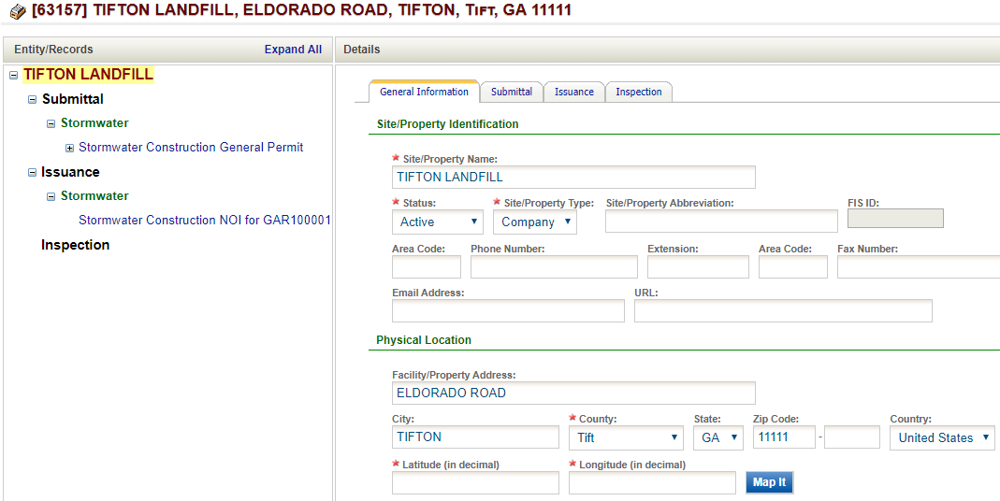 [63157] TIFTON LANDFILL, ELDORADO ROAD, TIFTON, TIFT, GA 11111
Entity/Records Expand All
TIFTON LANDFILL
Submittal
Stormwater
Stormwater Construction General Permit
Issuance
Stormwater
Stormwater Construction NOI for GAR100001
Inspection
Details
General Information Submittal Issuance Inspection
Site/Property Identification
* Site/Property Name:
TIFTON LANDFILL
* Status: * Site/Property Type: Site/Property Abbreviation: FIS ID:
Active Company
Area Code: Phone Number: Extension: Area Code: Fax Number:
Email Address: URL:
Physical Location
Facility/Property Address:
ELDORADO ROAD
City: * County: State: Zip Code: Country:
TIFTON Tift GA 11111 - United States
* Latitude (in decimal) * Longitude (in decimal)
Map It